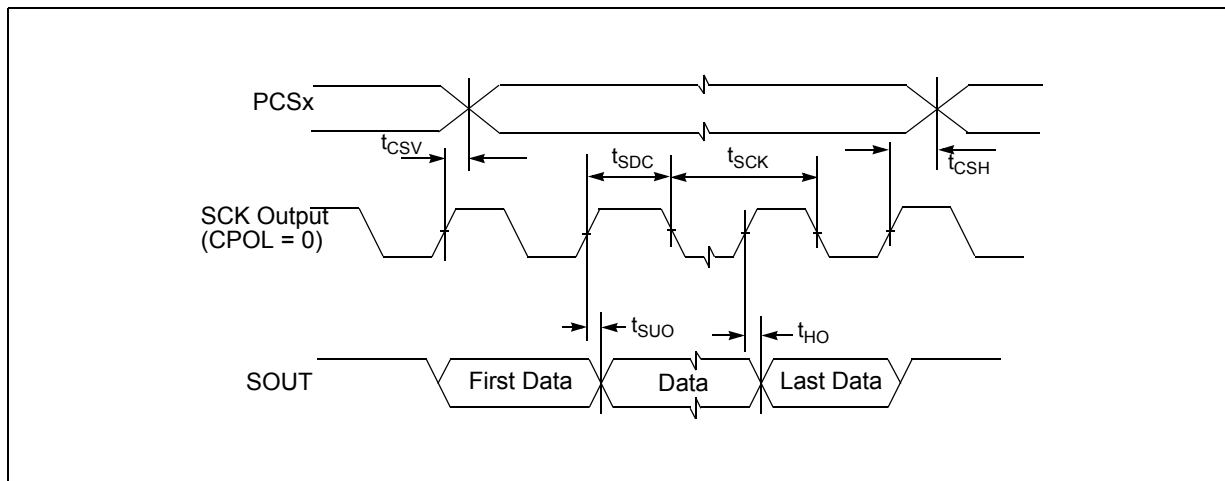 PCSx
tCSV
tSDC
tSCK
tCSH
SCK Output
(CPOL = 0)
tSUO
tHO
SOUT
First Data
Data
Last Data